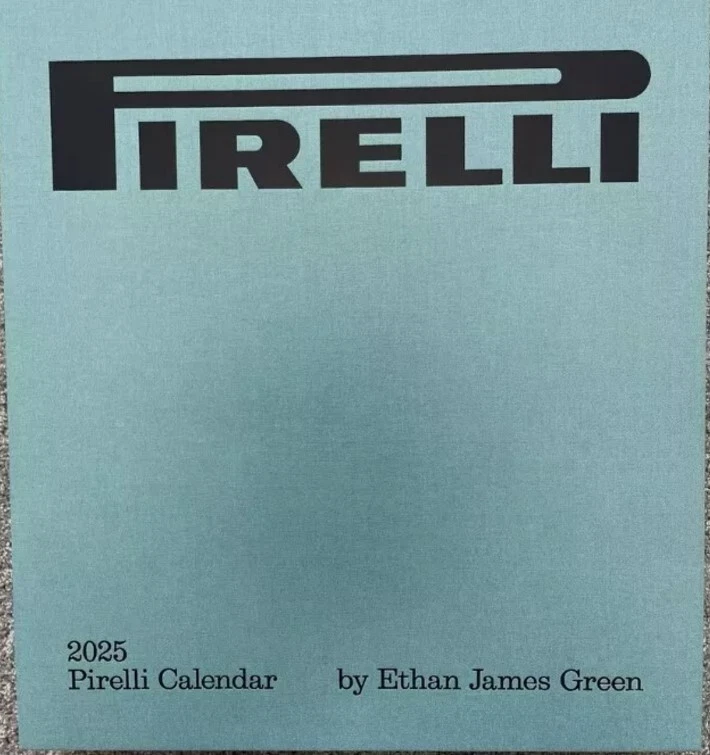 PIRELLI
2025
Pirelli Calendar by Ethan James Green